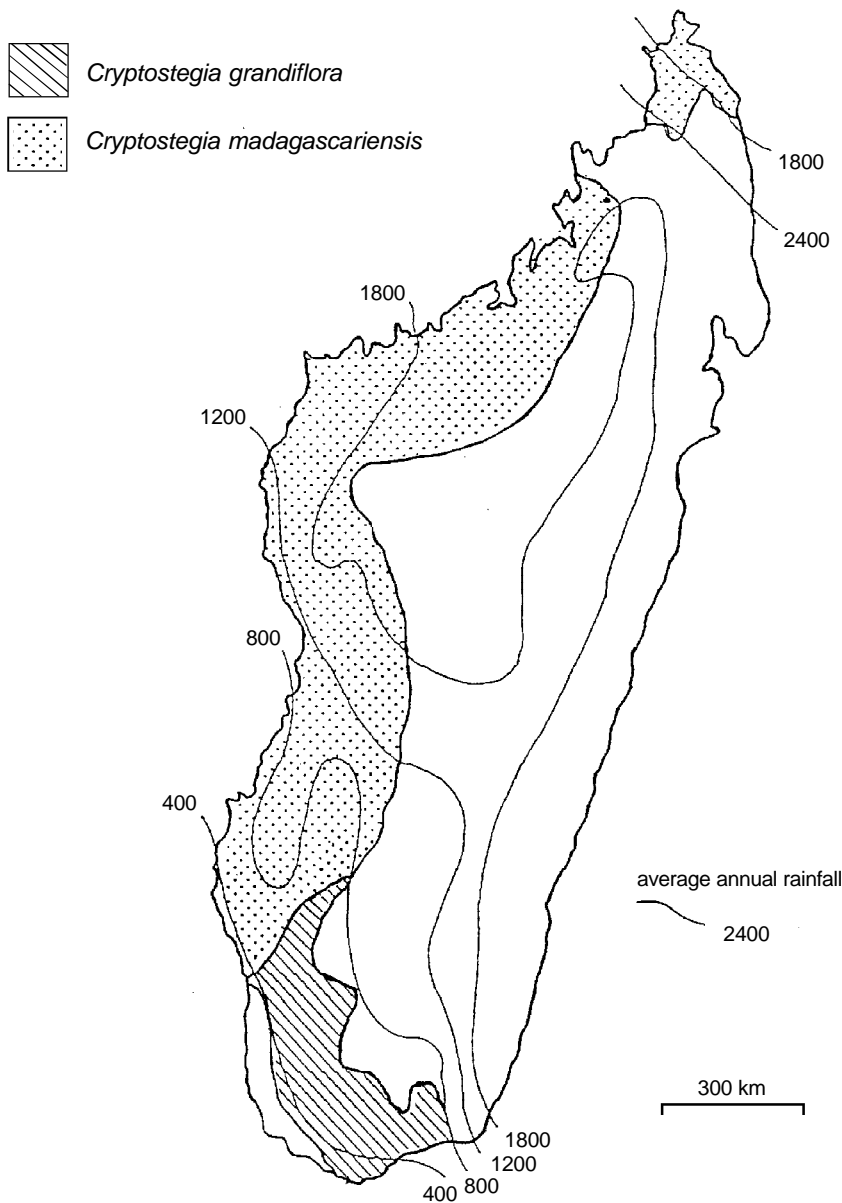 Cryptostegia grandiflora
Cryptostegia madagascariensis
1800
2400
1800
1200
800
400
average annual rainfall
2400
300 km
1800
1200
800
400